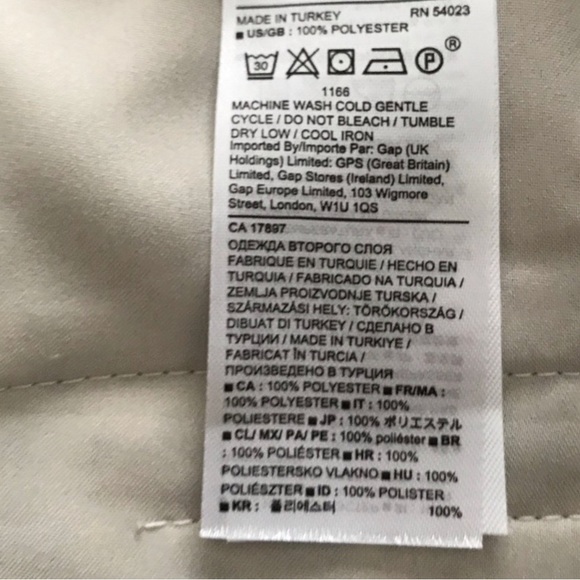 MADE IN TURKEY RN 54023
■ US/GB : 100% POLYESTER
30 P ®
1166
MACHINE WASH COLD GENTLE
CYCLE / DO NOT BLEACH / TUMBLE
DRY LOW / COOL IRON
Imported By/Importe Par: Gap (UK
Holdings) Limited: GPS (Great Britain)
Limited, Gap Stores (Ireland) Limited,
Gap Europe Limited, 103 Wigmore
Street, London, W1U 1QS
CA 17897
ОДЕЖДА ВТОРОГО СЛОЯ
FABRIQUE EN TURQUIE / HECHO EN
TURQUIA / FABRICADO NA TURQUIA /
ZEMLJA PROIZVODNJE TURSKA /
SZÁRMAZÁSI HELY: TÖRÖKORSZÁG /
DIBUAT DI TURKEY / СДЕЛАНО В
ТУРЦИИ / MADE IN TURKIYE /
FABRICAT ÎN TURCIA /
ПРОИЗВЕДЕНО В ТУРЦИЯ
■ CA : 100% POLYESTER ■ FR/MA :
100% POLYESTER ■ IT : 100%
POLIESTERE ■ JP : 100% ポリエステル
■ CL/ MX/ PA/ PE : 100% poliéster ■ BR
: 100% POLIÉSTER ■ HR : 100%
POLIESTERSKO VLAKNO ■ HU : 100%
POLIÉSZTER ■ ID : 100% POLISTER
■ KR : 폴리에스터 100%